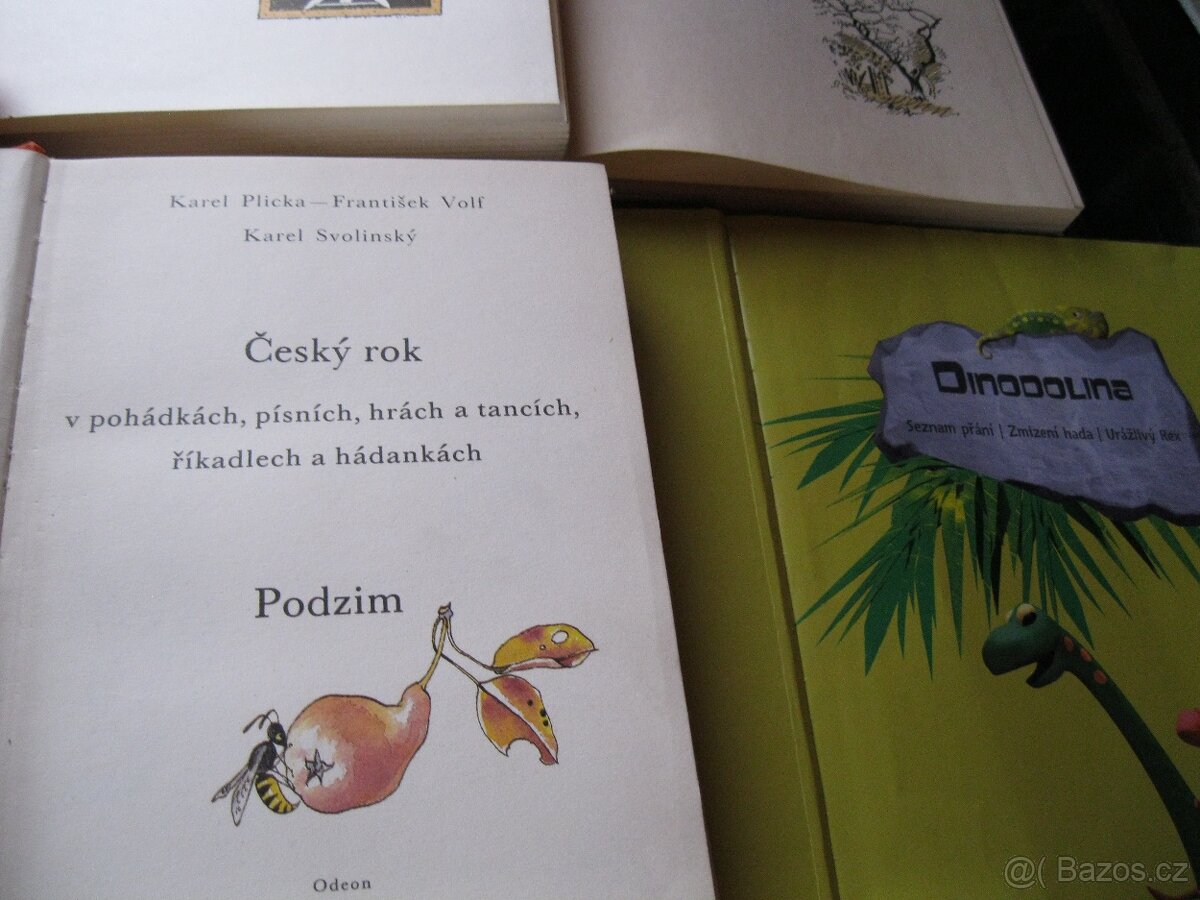 Karel Plicka — František Volf
Karel Svolinský
Český rok
v pohádkách, písních, hrách a tancích,
říkadlech a hádankách
Podzim
Odeon
Dinodolina
Seznam přání | Zmizení hada | Urážlivý Rex
@( Bazos.cz